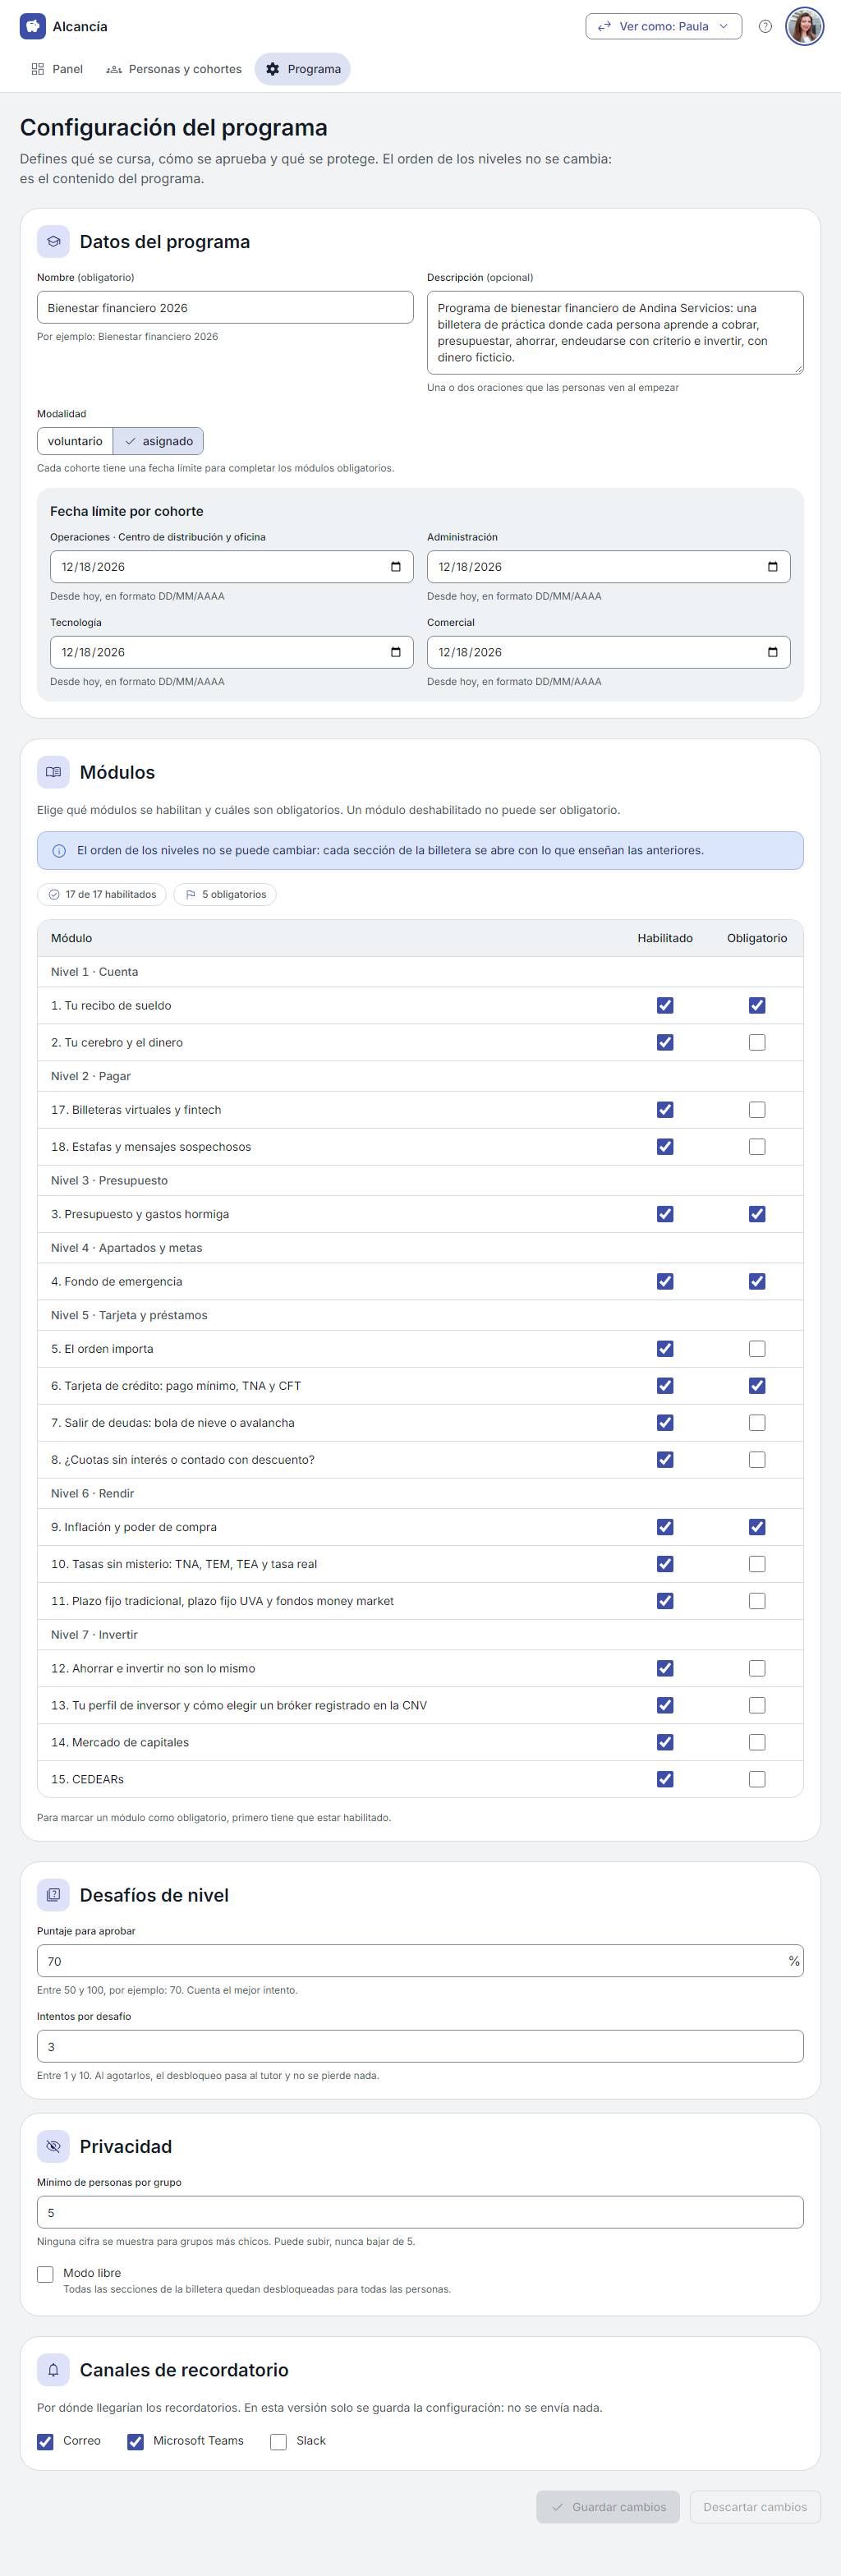 Alcancía
Ver como: Paula
Panel
Personas y cohortes
Programa
Configuración del programa
Defines qué se cursa, cómo se aprueba y qué se protege. El orden de los niveles no se cambia:
es el contenido del programa.
Datos del programa
Nombre (obligatorio)
Bienestar financiero 2026
Por ejemplo: Bienestar financiero 2026
Descripción (opcional)
Programa de bienestar financiero de Andina Servicios: una
billetera de práctica donde cada persona aprende a cobrar,
presupuestar, ahorrar, endeudarse con criterio e invertir, con
dinero ficticio.
Una o dos oraciones que las personas ven al empezar
Modalidad
voluntario
asignado
Cada cohorte tiene una fecha límite para completar los módulos obligatorios.
Fecha límite por cohorte
Operaciones · Centro de distribución y oficina
12/18/2026
Desde hoy, en formato DD/MM/AAAA
Administración
12/18/2026
Desde hoy, en formato DD/MM/AAAA
Tecnología
12/18/2026
Desde hoy, en formato DD/MM/AAAA
Comercial
12/18/2026
Desde hoy, en formato DD/MM/AAAA
Módulos
Elige qué módulos se habilitan y cuáles son obligatorios. Un módulo deshabilitado no puede ser obligatorio.
El orden de los niveles no se puede cambiar: cada sección de la billetera se abre con lo que enseñan las anteriores.
17 de 17 habilitados
5 obligatorios
Módulo Habilitado Obligatorio
Nivel 1 · Cuenta
1. Tu recibo de sueldo
2. Tu cerebro y el dinero
Nivel 2 · Pagar
17. Billeteras virtuales y fintech
18. Estafas y mensajes sospechosos
Nivel 3 · Presupuesto
3. Presupuesto y gastos hormiga
Nivel 4 · Apartados y metas
4. Fondo de emergencia
Nivel 5 · Tarjeta y préstamos
5. El orden importa
6. Tarjeta de crédito: pago mínimo, TNA y CFT
7. Salir de deudas: bola de nieve o avalancha
8. ¿Cuotas sin interés o contado con descuento?
Nivel 6 · Rendir
9. Inflación y poder de compra
10. Tasas sin misterio: TNA, TEM, TEA y tasa real
11. Plazo fijo tradicional, plazo fijo UVA y fondos money market
Nivel 7 · Invertir
12. Ahorrar e invertir no son lo mismo
13. Tu perfil de inversor y cómo elegir un bróker registrado en la CNV
14. Mercado de capitales
15. CEDEARs
Para marcar un módulo como obligatorio, primero tiene que estar habilitado.
Desafíos de nivel
Puntaje para aprobar
70 %
Entre 50 y 100, por ejemplo: 70. Cuenta el mejor intento.
Intentos por desafío
3
Entre 1 y 10. Al agotarlos, el desbloqueo pasa al tutor y no se pierde nada.
Privacidad
Mínimo de personas por grupo
5
Ninguna cifra se muestra para grupos más chicos. Puede subir, nunca bajar de 5.
Modo libre
Todas las secciones de la billetera quedan desbloqueadas para todas las personas.
Canales de recordatorio
Por dónde llegarían los recordatorios. En esta versión solo se guarda la configuración: no se envía nada.
Correo
Microsoft Teams
Slack
Guardar cambios
Descartar cambios